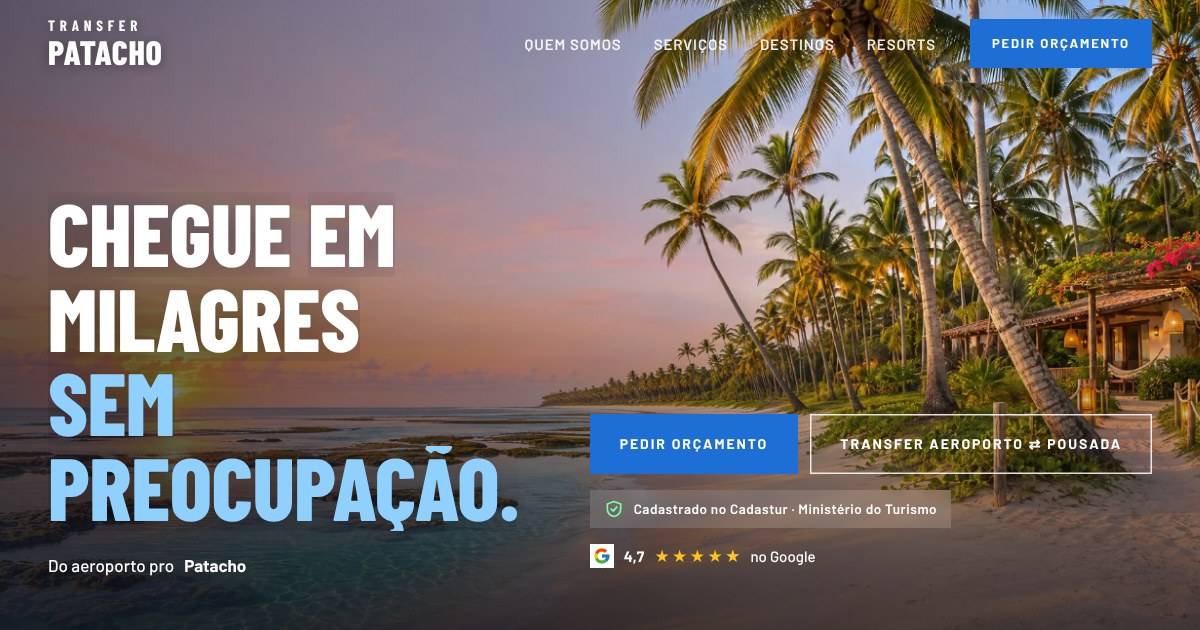 TRANSFER
PATACHO
QUEM SOMOS SERVIÇOS DESTINOS RESORTS PEDIR ORÇAMENTO
CHEGUE EM
MILAGRES
SEM
PREOCUPAÇÃO.
Do aeroporto pro Patacho
PEDIR ORÇAMENTO TRANSFER AEROPORTO ⇄ POUSADA
Cadastrado no Cadastur · Ministério do Turismo
G 4,7 ★★★★★ no Google